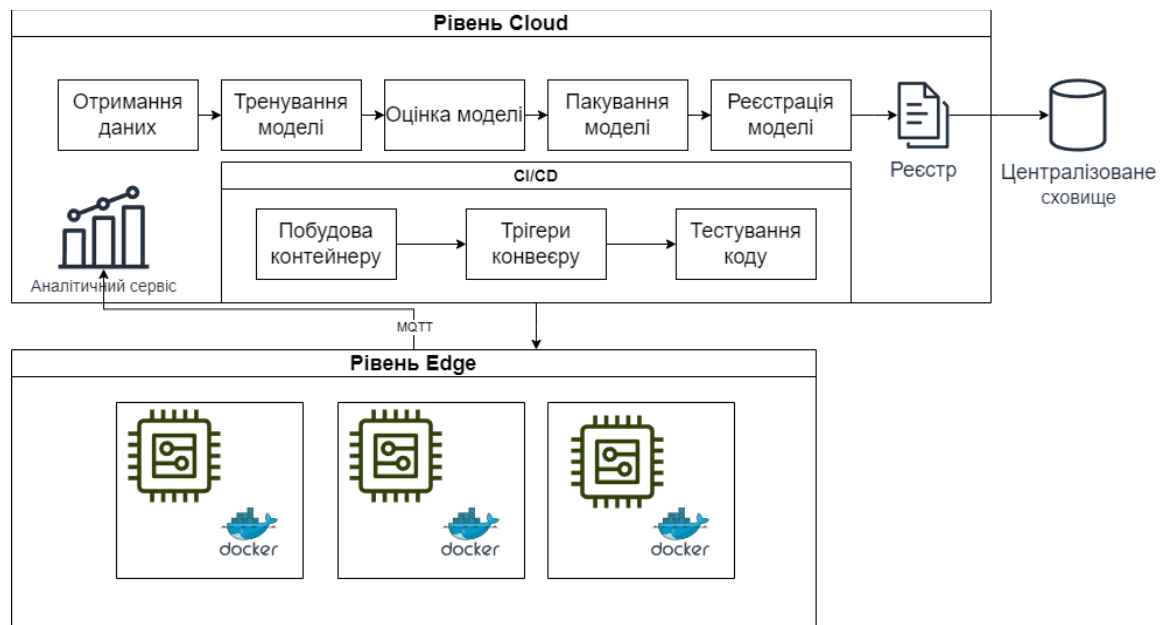 Рівень Cloud
Отримання
даних
Тренування
моделі
Оцінка моделі
Пакування
моделі
Реєстрація
моделі
Реєстр
Централізоване
сховище
CI/CD
Побудова
контейнеру
Трігери
конвеєру
Тестування
коду
Аналітичний сервіс
MQTT
Рівень Edge
docker
docker
docker